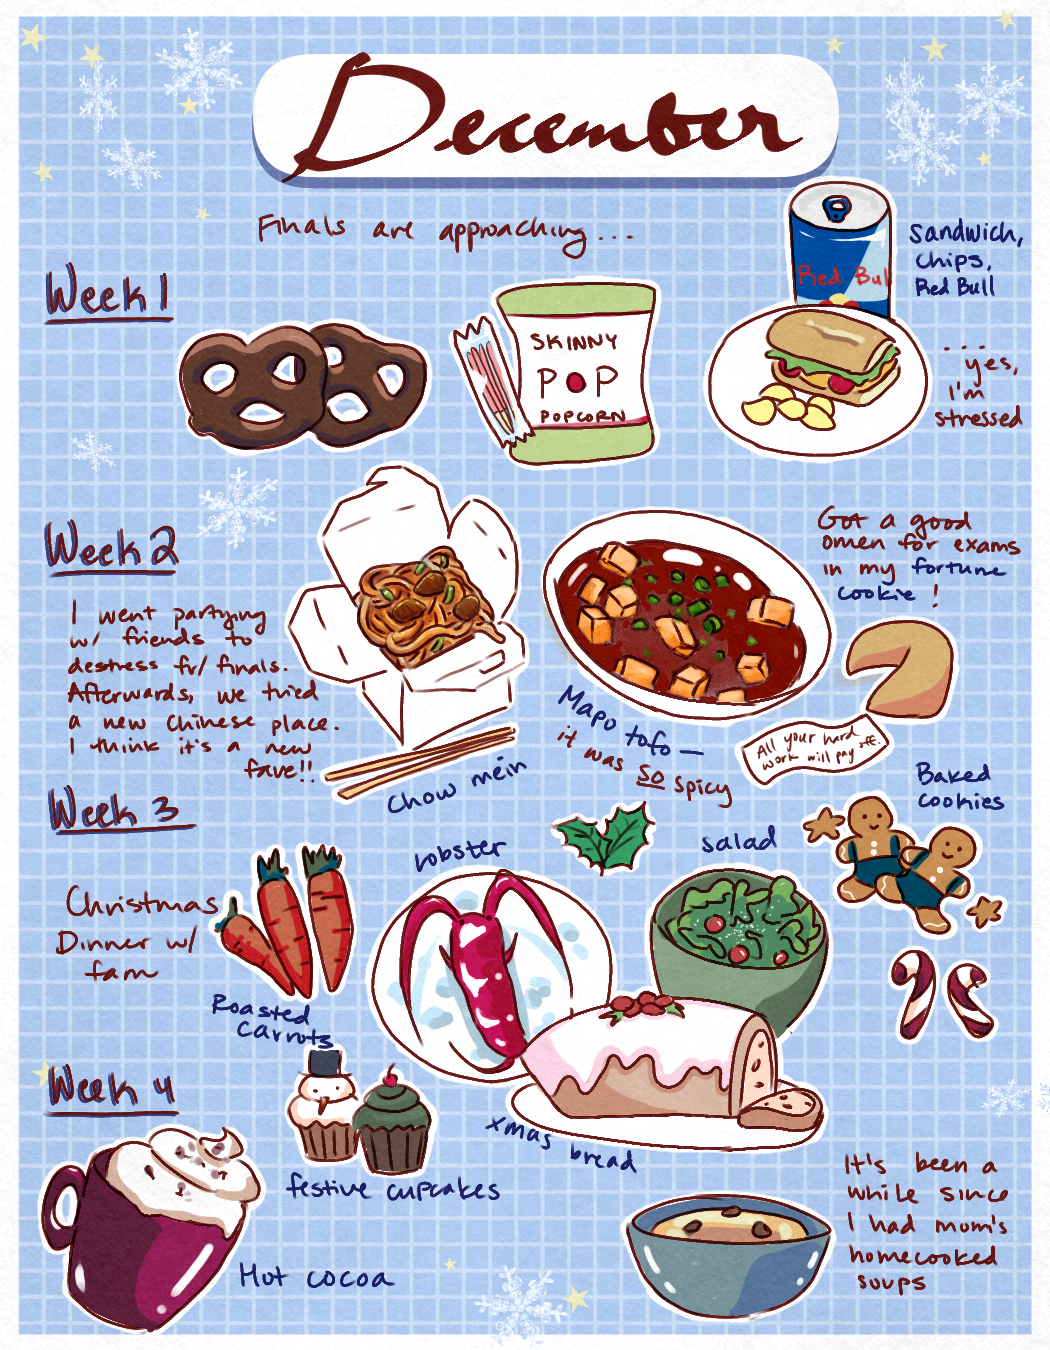 December
Finals are approaching...
Week 1
SKINNY
POP
POPCORN
Red Bul
Sandwich,
chips,
Red Bull
... yes,
I'm
stressed
Week 2
I went partying
w/ friends to
destress fr/ finals.
Afterwards, we tried
a new Chinese place.
I think it's a new
fave!!
chow mein
Mapo tofo —
it was so spicy
Got a good
omen for exams
in my fortune
cookie !
All your hard
work will pay off.
Week 3
Christmas
Dinner w/
fam
Roasted
carrots
lobster
salad
Baked
cookies
xmas bread
Week 4
festive cupcakes
Hot cocoa
It's been a
while since
I had mom's
homecooked
soups